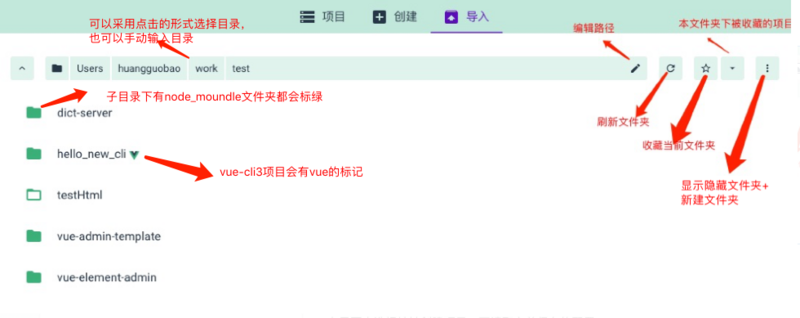 可以采用点击的形式选择目录，
也可以手动输入目录
项目
创建
导入
编辑路径
本文件夹下被收藏的项目
Users
huangguobao
work
test
子目录下有node_moundle文件夹都会标绿
刷新文件夹
收藏当前文件夹
显示隐藏文件夹+
新建文件夹
dict-server
hello_new_cli
vue-cli3项目会有vue的标记
testHtml
vue-admin-template
vue-element-admin